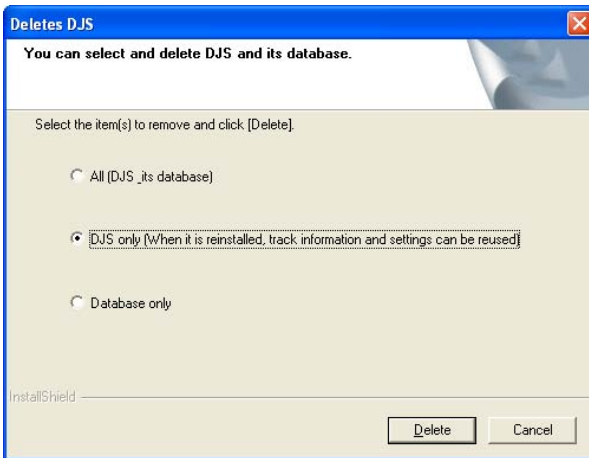 Deletes DJS
You can select and delete DJS and its database.
Select the item(s) to remove and click [Delete].
All (DJS _its database)
DJS only (When it is reinstalled, track information and settings can be reused)
Database only
InstallShield
Delete
Cancel